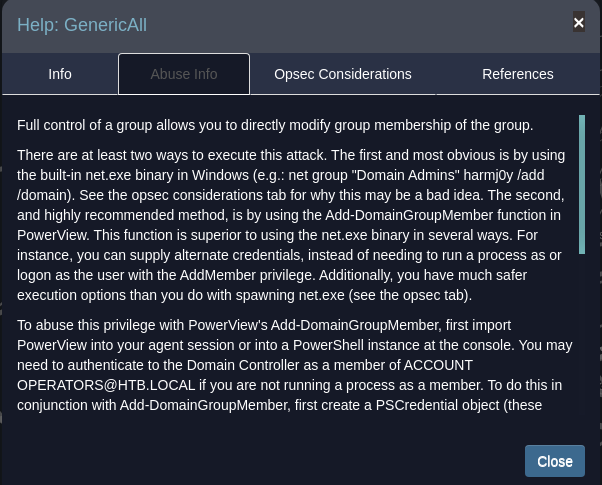 Help: GenericAll
×
Info Abuse Info Opsec Considerations References
Full control of a group allows you to directly modify group membership of the group.
There are at least two ways to execute this attack. The first and most obvious is by using
the built-in net.exe binary in Windows (e.g.: net group "Domain Admins" harmj0y /add
/domain). See the opsec considerations tab for why this may be a bad idea. The second,
and highly recommended method, is by using the Add-DomainGroupMember function in
PowerView. This function is superior to using the net.exe binary in several ways. For
instance, you can supply alternate credentials, instead of needing to run a process as or
logon as the user with the AddMember privilege. Additionally, you have much safer
execution options than you do with spawning net.exe (see the opsec tab).
To abuse this privilege with PowerView's Add-DomainGroupMember, first import
PowerView into your agent session or into a PowerShell instance at the console. You may
need to authenticate to the Domain Controller as a member of ACCOUNT
OPERATORS@HTB.LOCAL if you are not running a process as a member. To do this in
conjunction with Add-DomainGroupMember, first create a PSCredential object (these
Close